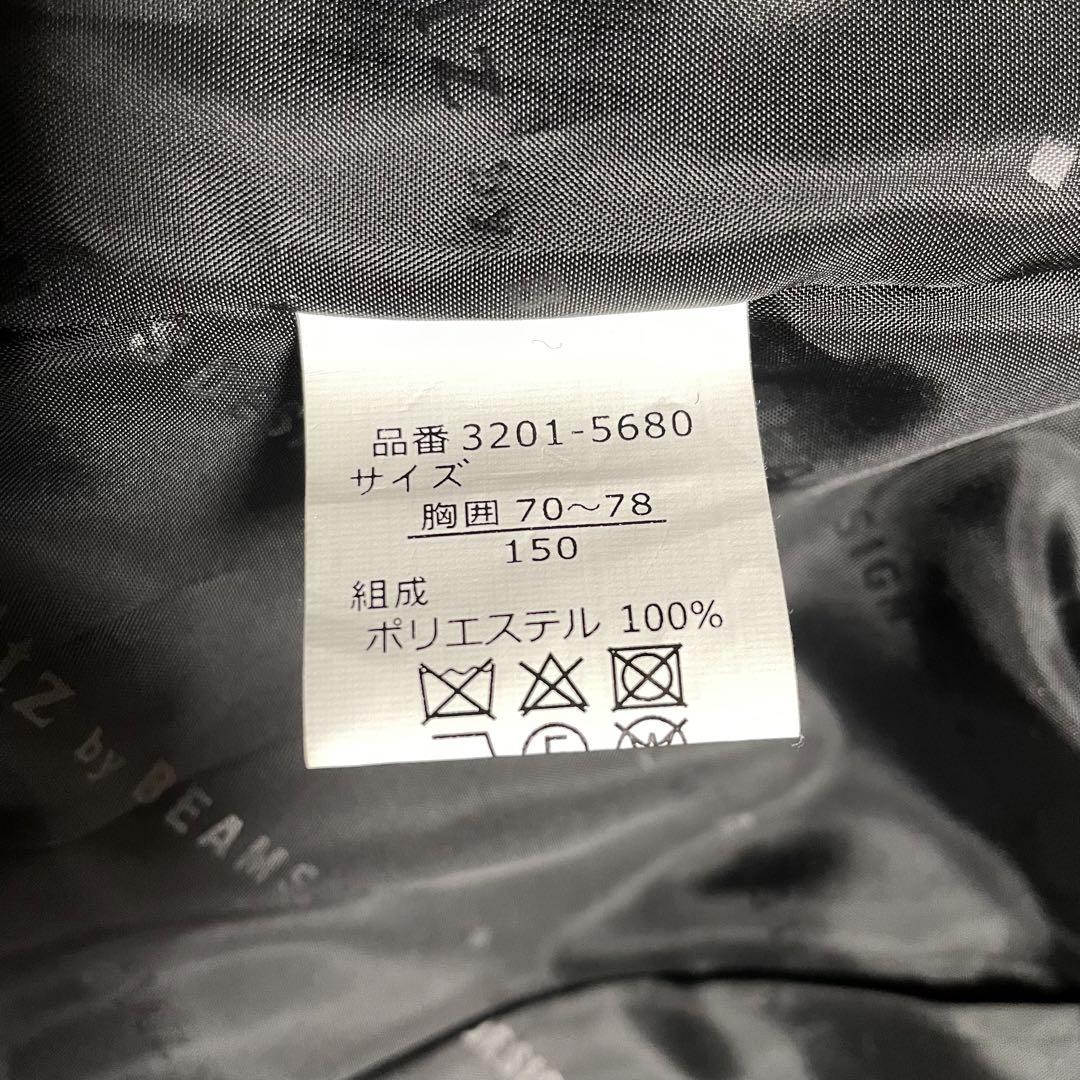 品番 3201-5680
サイズ
胸囲 70～78
150
組成
ポリエステル 100%
by BEAMS